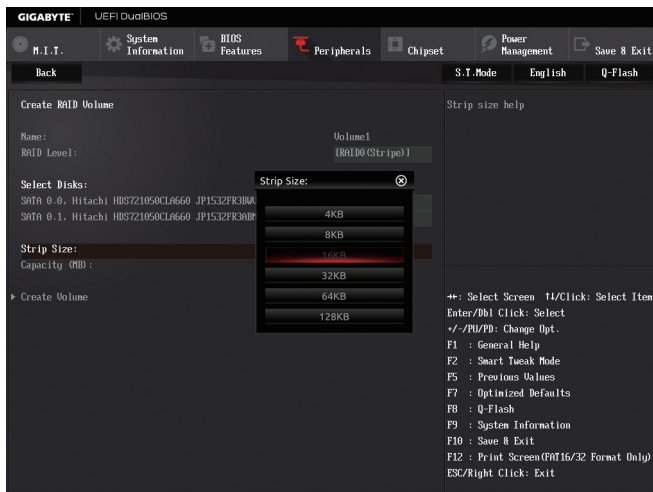 GIGABYTE™ UEFI DualBIOS
M.I.T. System Information BIOS Features Peripherals Chipset Power Management Save & Exit
Back S.T.Mode English Q-Flash
Create RAID Volume
Name: Volume1
RAID Level: [RAID0(Stripe)]
Select Disks:
SATA 0.0, Hitachi HDS721050CLA660
SATA 0.1, Hitachi HDS721050CLA660
Strip Size:
Capacity (MB):
Create Volume
Strip Size:
4KB
8KB
16KB
32KB
64KB
128KB
Strip size help
→←: Select Screen ↑↓/Click: Select Item
Enter/Dbl Click: Select
+/-/PU/PD: Change Opt.
F1 : General Help
F2 : Smart Tweak Mode
F5 : Previous Values
F7 : Optimized Defaults
F8 : Q-Flash
F9 : System Information
F10 : Save & Exit
F12 : Print Screen(FAT16/32 Format Only)
ESC/Right Click: Exit